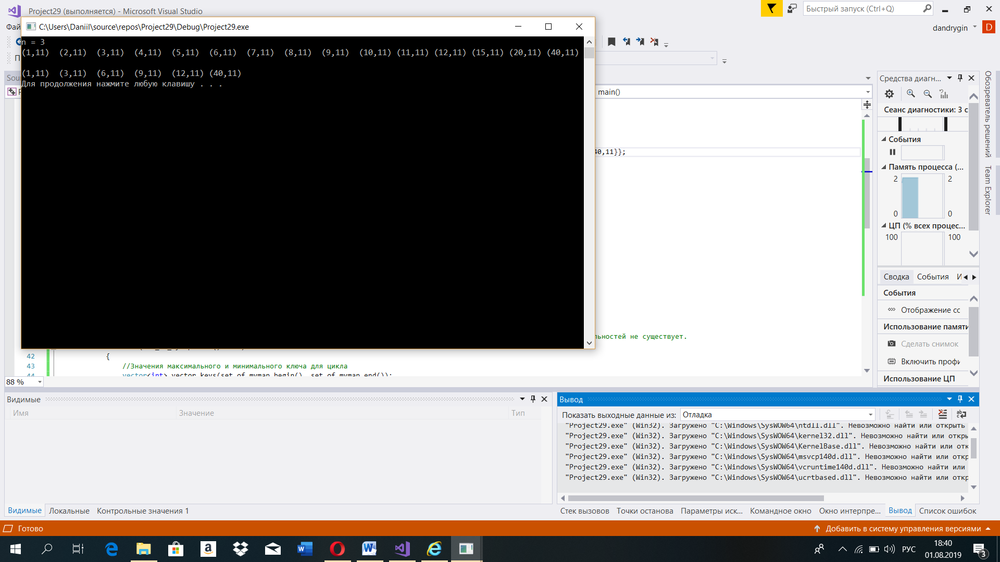 Project29 (выполняется) - Microsoft Visual Studio
Быстрый запуск (Ctrl+Q)
dandrygin
D
C:\Users\Daniil\source\repos\Project29\Debug\Project29.exe
n = 3
(1,11) (2,11) (3,11) (4,11) (5,11) (6,11) (7,11) (8,11) (9,11) (10,11) (11,11) (12,11) (15,11) (20,11) (40,11)
(1,11) (3,11) (6,11) (9,11) (12,11) (40,11)
Для продолжения нажмите любую клавишу . . .
main()
40,11}};
не существует.
42 {
43 //Значения максимального и минимального ключа для цикла
44 vector<int> vector_keys(set_of_mymap.begin(), set_of_mymap.end());
88 %
Средства диагн...
Сеанс диагностики: 3 с
События
Память процесса (...
2 2
0 0
ЦП (% всех процес...
100 100
Сводка События И
События
Отображение сс
Использование памяти
Сделать снимок
Включить профи
Использование ЦП
Обозреватель решений
Team Explorer
Видимые
Имя Значение Тип
Видимые Локальные Контрольные значения 1
Вывод
Показать выходные данные из: Отладка
"Project29.exe" (Win32). Загружено "C:\Windows\SysWOW64\ntdll.dll". Невозможно найти или открыть
"Project29.exe" (Win32). Загружено "C:\Windows\SysWOW64\kernel32.dll". Невозможно найти или откры
"Project29.exe" (Win32). Загружено "C:\Windows\SysWOW64\KernelBase.dll". Невозможно найти или отк
"Project29.exe" (Win32). Загружено "C:\Windows\SysWOW64\msvcp140d.dll". Невозможно найти или откр
"Project29.exe" (Win32). Загружено "C:\Windows\SysWOW64\vcruntime140d.dll". Невозможно найти или
"Project29.exe" (Win32). Загружено "C:\Windows\SysWOW64\ucrtbased.dll". Невозможно найти или откр
Стек вызовов Точки останова Параметры иск... Командное окно Окно интерпре... Вывод Список ошибок
Готово
Добавить в систему управления версиями
РУС
18:40
01.08.2019
3